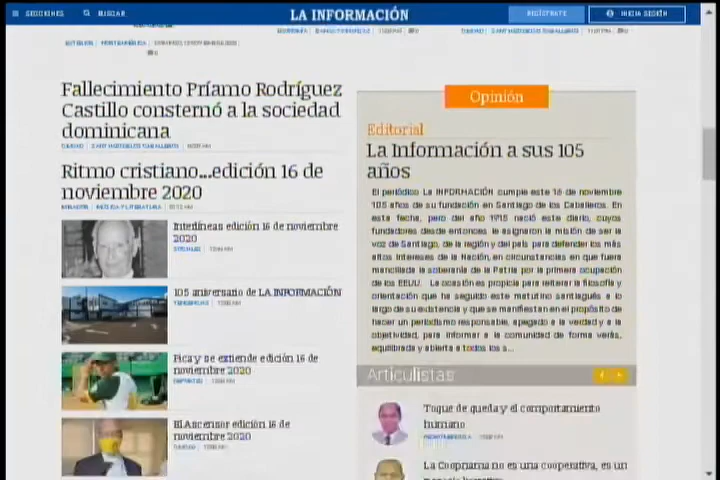 SECCIONES
BUSCAR
LA INFORMACIÓN
REGÍSTRATE
INICIA SESIÓN
Fallecimiento Príamo Rodríguez
Castillo consternó a la sociedad
dominicana
Ritmo cristiano...edición 16 de
noviembre 2020
Interlíneas edición 16 de noviembre
2020
105 aniversario de LA INFORMACIÓN
Pica y se extiende edición 16 de
noviembre 2020
El Ascensor edición 16 de
noviembre 2020
Opinión
Editorial
La Información a sus 105
años
El periódico LA INFORMACIÓN cumple este 16 de noviembre
105 años de su fundación en Santiago de los Caballeros. En
esta fecha, pero del año 1915 nació este diario, cuyos
fundadores desde entonces le asignaron la misión de ser la
voz de Santiago, de la región y del país para defender los más
altos intereses de la Nación, en circunstancias en que fuera
mancillada la soberanía de la Patria por la primera ocupación
de los EEUU. La ocasión es propicia para reiterar la filosofía y
orientación que ha seguido este matutino santiagués a lo
largo de su existencia y que se manifiestan en el propósito de
hacer un periodismo responsable, apegado a la verdad y a la
objetividad, para informar a la comunidad de forma veraz,
equilibrada y abierta a todos los s...
Articulistas
Toque de queda y el comportamiento
humano
La Coopnama no es una cooperativa, es un